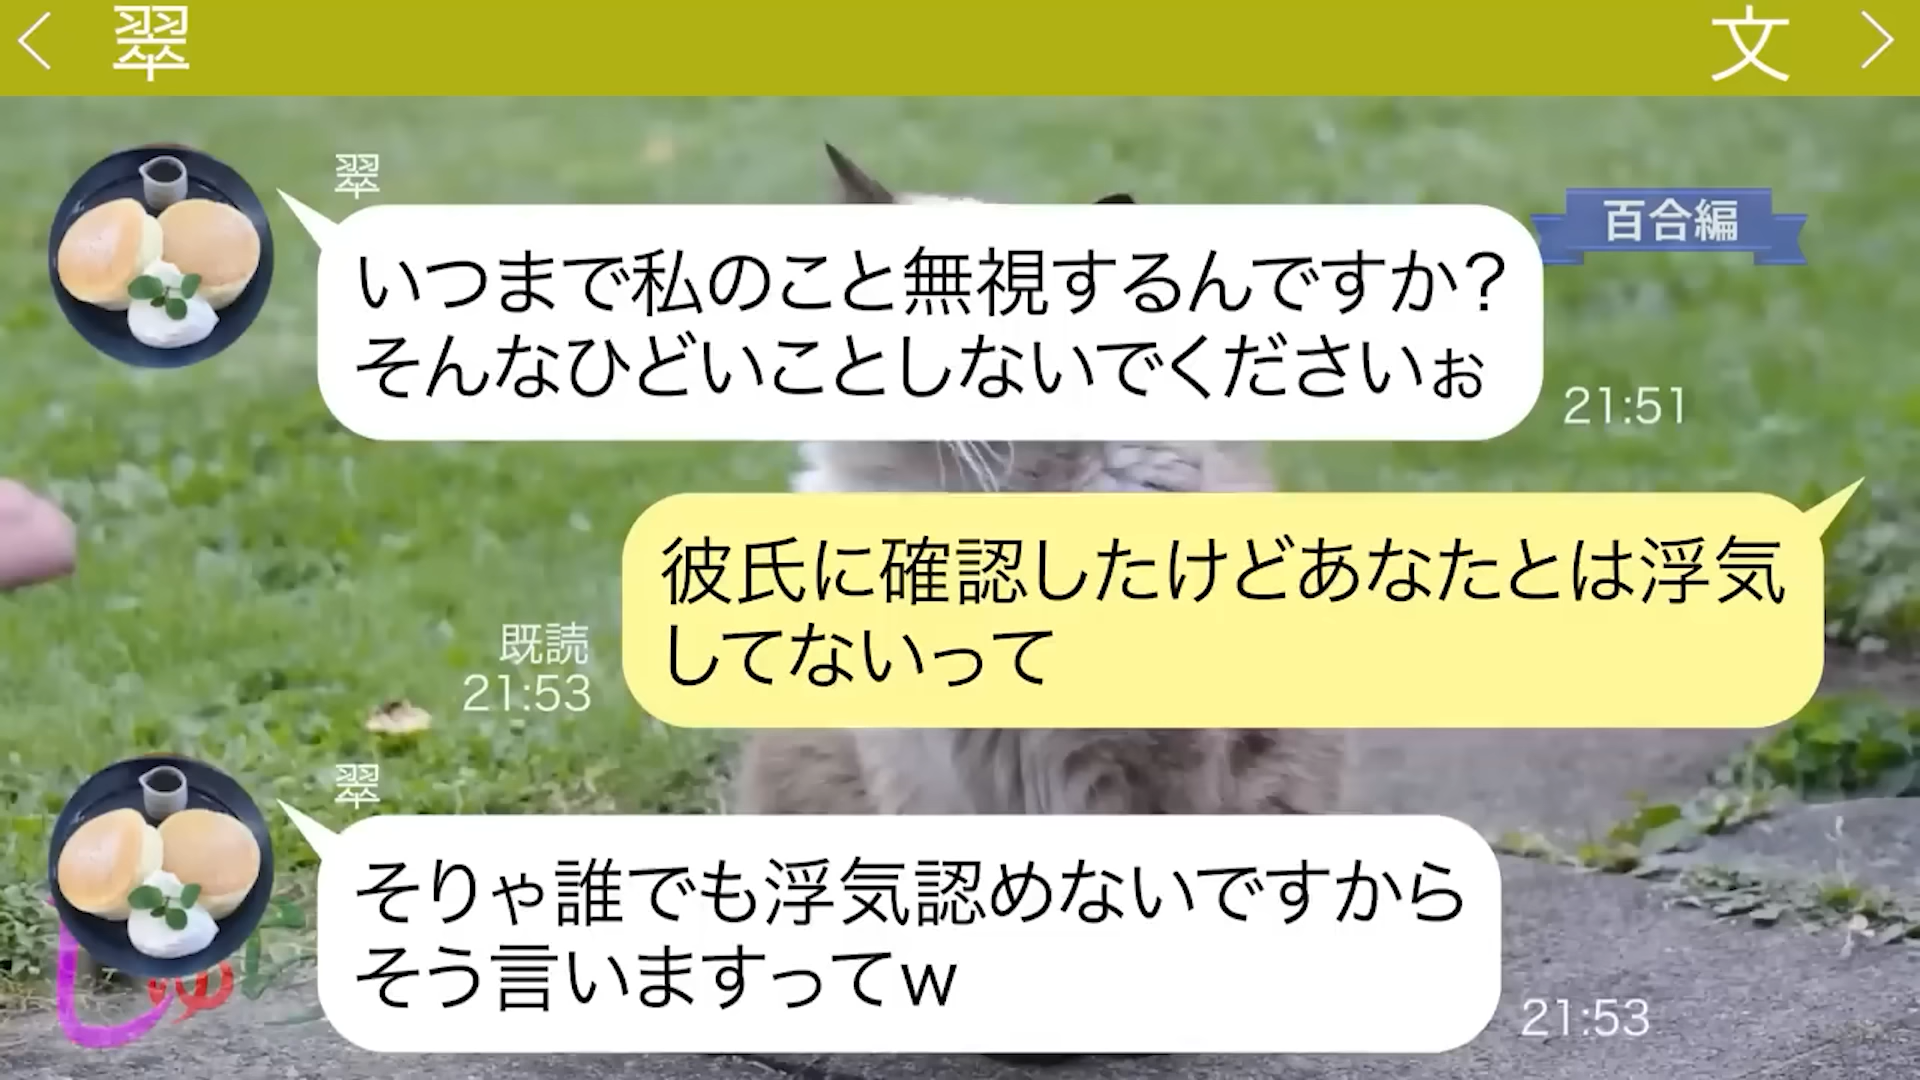 翠
文
翠
百合編
いつまで私のこと無視するんですか？
そんなひどいことしないでくださいぉ
21:51
彼氏に確認したけどあなたとは浮気
してないって
既読
21:53
翠
そりゃ誰でも浮気認めないですから
そう言いますってw
21:53